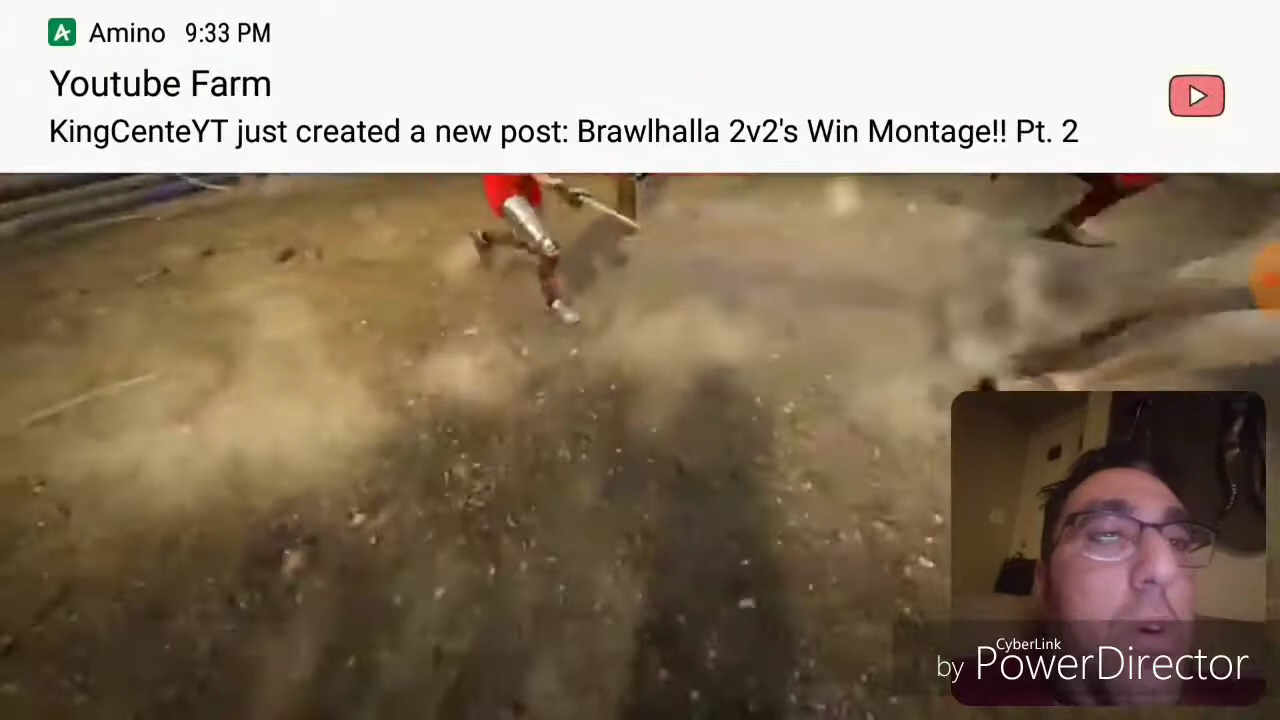 Amino 9:33 PM
Youtube Farm
KingCenteYT just created a new post: Brawlhalla 2v2's Win Montage!! Pt. 2
CyberLink
by PowerDirector